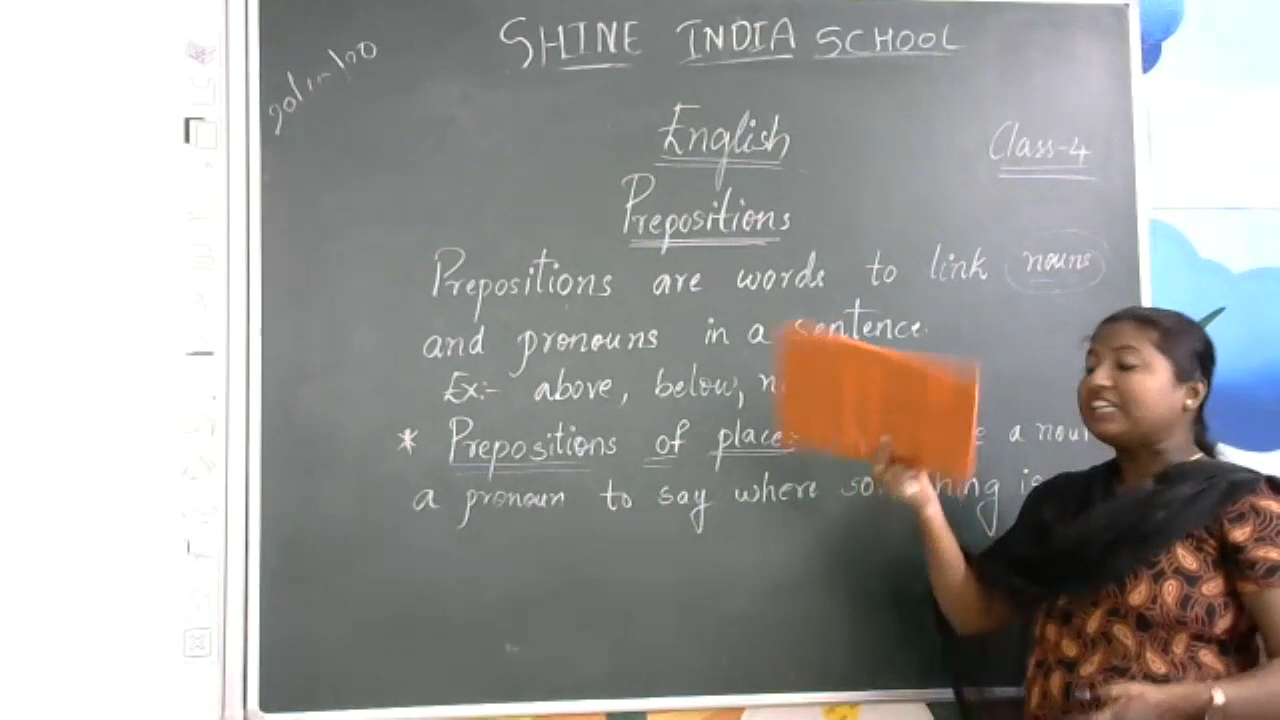 SHINE INDIA SCHOOL
English
Class-4
Prepositions
Prepositions are words to link nouns
and pronouns in a sentence.
Ex:- above, below,
* Prepositions of place:- a noun
a pronoun to say where something is